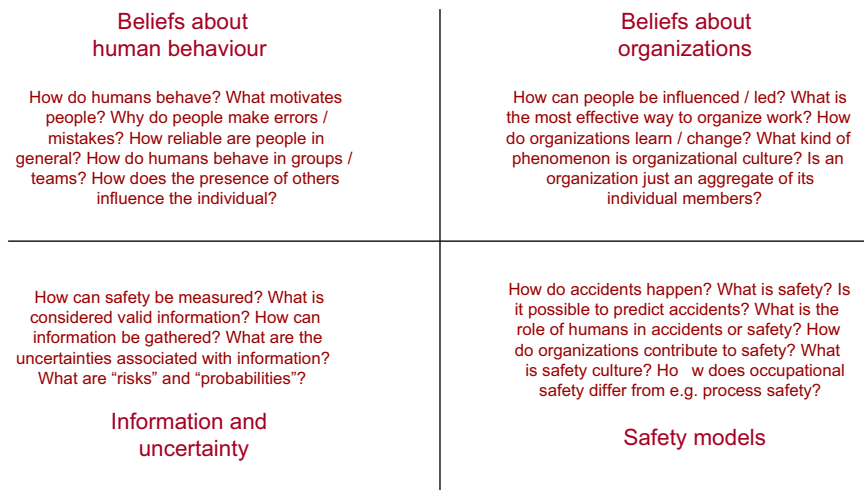 Beliefs about
human behaviour
How do humans behave? What motivates
people? Why do people make errors /
mistakes? How reliable are people in
general? How do humans behave in groups /
teams? How does the presence of others
influence the individual?
Beliefs about
organizations
How can people be influenced / led? What is
the most effective way to organize work? How
do organizations learn / change? What kind of
phenomenon is organizational culture? Is an
organization just an aggregate of its
individual members?
How can safety be measured? What is
considered valid information? How can
information be gathered? What are the
uncertainties associated with information?
What are “risks” and “probabilities”?
Information and
uncertainty
How do accidents happen? What is safety? Is
it possible to predict accidents? What is the
role of humans in accidents or safety? How
do organizations contribute to safety? What
is safety culture? Ho w does occupational
safety differ from e.g. process safety?
Safety models